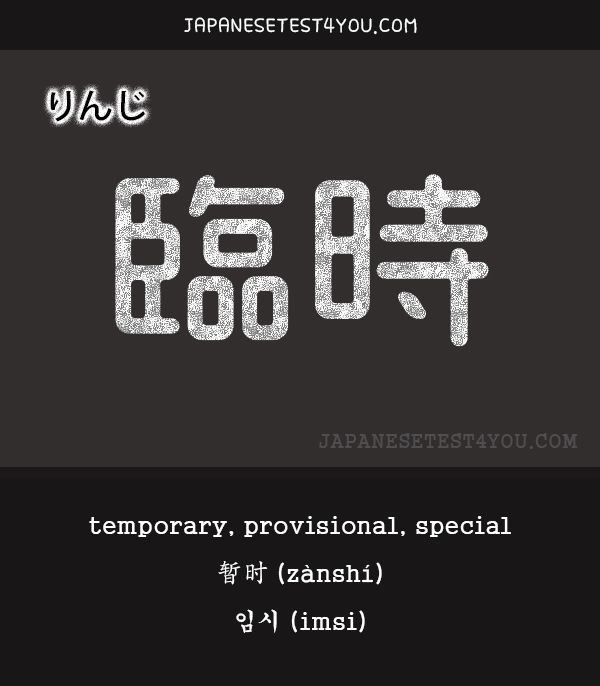 JAPANESETEST4YOU.COM
りんじ
臨時
JAPANESETEST4YOU.COM
temporary, provisional, special
暂时 (zànshí)
임시 (imsi)